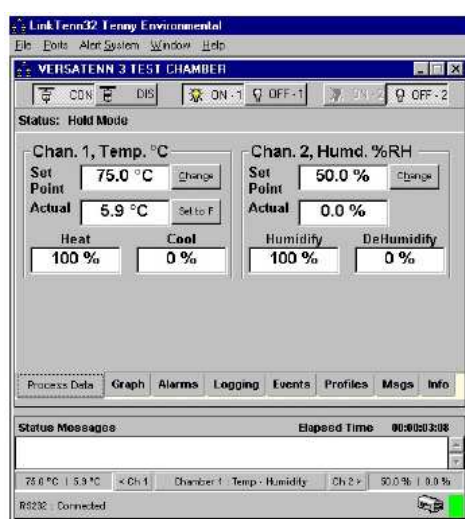 LinkTenn32 Tenny Environmental
File Ports Alert System Window Help
VERSATENN 3 TEST CHAMBER
CON DIS ON - 1 OFF - 1 ON - 2 OFF - 2
Status: Hold Mode
Chan. 1, Temp. °C Chan. 2, Humd. %RH
Set Point 75.0 °C Change Set Point 50.0 % Change
Actual 5.9 °C Set to F Actual 0.0 %
Heat Cool Humidify DeHumidify
100 % 0 % 100 % 0 %
Process Data Graph Alarms Logging Events Profiles Msgs Info
Status Messages Elapsed Time 00:00:03:08
75.0 °C | 5.9 °C < Ch 1 Chamber 1 : Temp - Humidity Ch 2 > 50.0 % | 0.0 %
RS232 : Connected